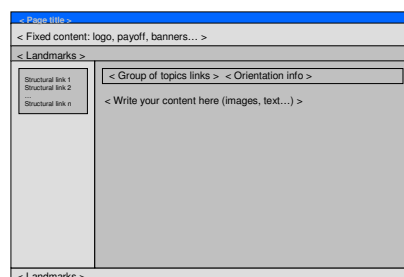 < Page title >
< Fixed content: logo, payoff, banners… >
< Landmarks >
Structural link 1
Structural link 2
...
Structural link n
< Group of topics links > < Orientation info >
< Write your content here (images, text…) >
< Landmarks >